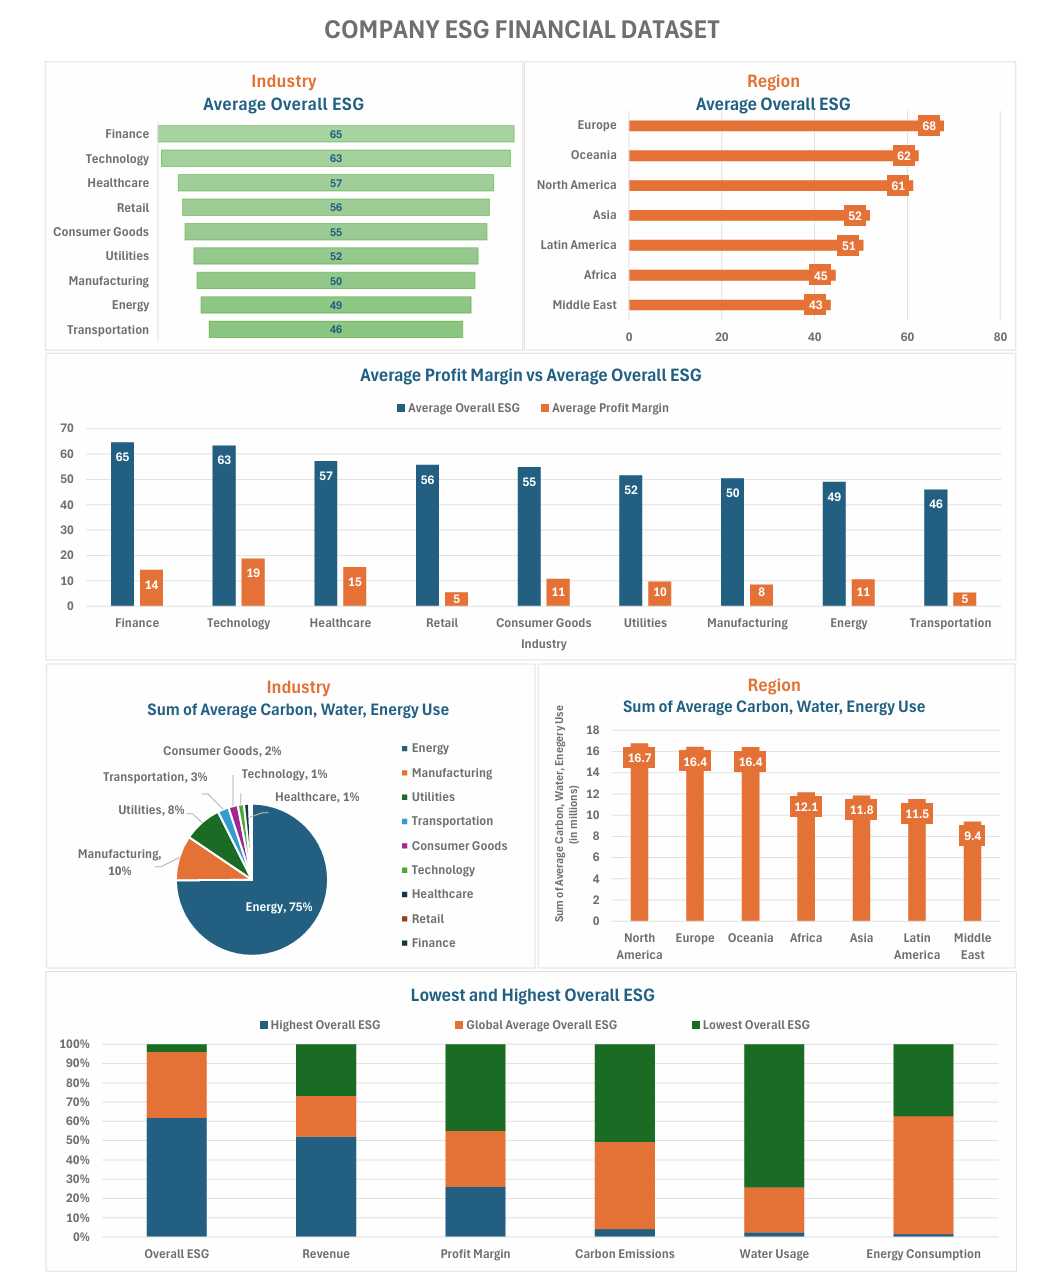 COMPANY ESG FINANCIAL DATASET
Industry
Average Overall ESG
Finance 65
Technology 63
Healthcare 57
Retail 56
Consumer Goods 55
Utilities 52
Manufacturing 50
Energy 49
Transportation 46
Region
Average Overall ESG
Europe 68
Oceania 62
North America 61
Asia 52
Latin America 51
Africa 45
Middle East 43
0 20 40 60 80
Average Profit Margin vs Average Overall ESG
Average Overall ESG Average Profit Margin
70
60
50
40
30
20
10
0
65 14 63 19 57 15 56 5 55 11 52 10 50 8 49 11 46 5
Finance Technology Healthcare Retail Consumer Goods Utilities Manufacturing Energy Transportation
Industry
Industry
Sum of Average Carbon, Water, Energy Use
Consumer Goods, 2%
Transportation, 3%
Technology, 1%
Healthcare, 1%
Utilities, 8%
Manufacturing,
10%
Energy, 75%
Energy
Manufacturing
Utilities
Transportation
Consumer Goods
Technology
Healthcare
Retail
Finance
Region
Sum of Average Carbon, Water, Energy Use
Sum of Average Carbon, Water, Enegery Use
(in millions)
18
16
14
12
10
8
6
4
2
0
16.7 16.4 16.4 12.1 11.8 11.5 9.4
North Europe Oceania Africa Asia Latin Middle
America America East
Lowest and Highest Overall ESG
Highest Overall ESG Global Average Overall ESG Lowest Overall ESG
100%
90%
80%
70%
60%
50%
40%
30%
20%
10%
0%
Overall ESG Revenue Profit Margin Carbon Emissions Water Usage Energy Consumption